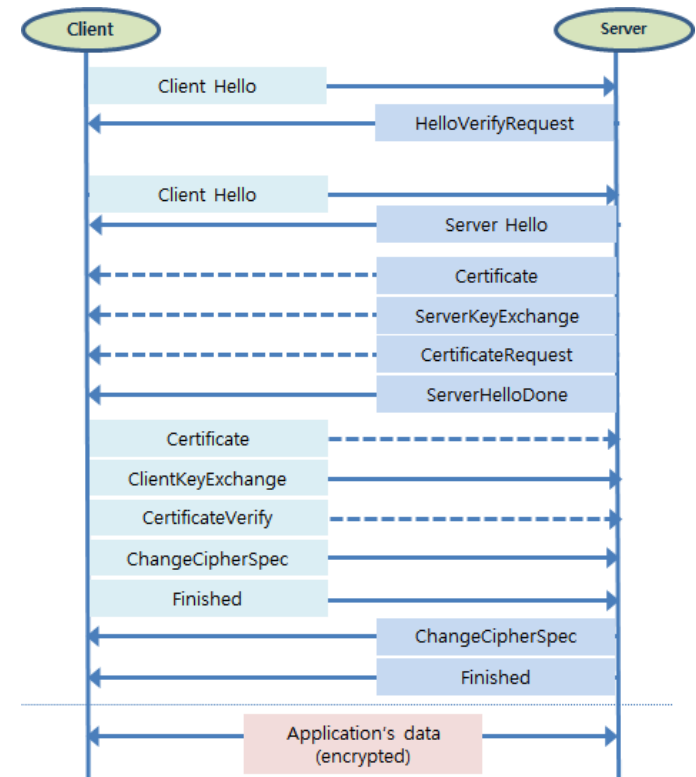 Client
Server
Client Hello
HelloVerifyRequest
Client Hello
Server Hello
Certificate
ServerKeyExchange
CertificateRequest
ServerHelloDone
Certificate
ClientKeyExchange
CertificateVerify
ChangeCipherSpec
Finished
ChangeCipherSpec
Finished
Application's data
(encrypted)